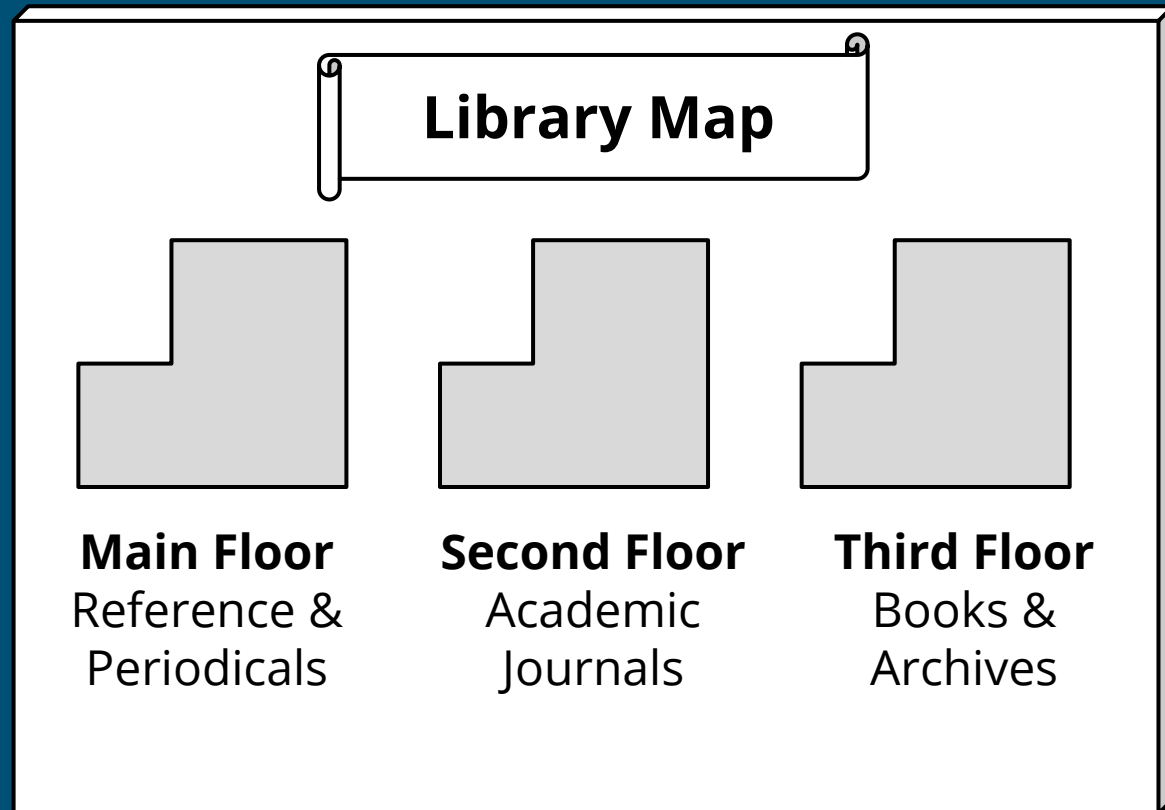 Library Map
Main Floor
Reference &
Periodicals
Second Floor
Academic
Journals
Third Floor
Books &
Archives